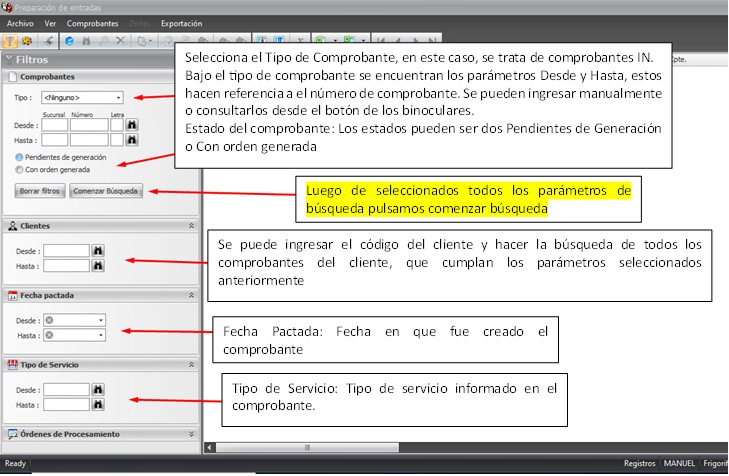 Preparación de entradas
Archivo Ver Comprobantes Zonas Exportación
Filtros
Comprobantes
Tipo : <Ninguno>
Sucursal Número Letra
Desde :
Hasta :
Pendientes de generación
Con orden generada
Borrar filtros Comenzar Búsqueda
Clientes
Desde :
Hasta :
Fecha pactada
Desde :
Hasta :
Tipo de Servicio
Desde :
Hasta :
Órdenes de Procesamiento
Cpte.
Selecciona el Tipo de Comprobante, en este caso, se trata de comprobantes IN.
Bajo el tipo de comprobante se encuentran los parámetros Desde y Hasta, estos
hacen referencia a el número de comprobante. Se pueden ingresar manualmente
o consultarlos desde el botón de los binoculares.
Estado del comprobante: Los estados pueden ser dos Pendientes de Generación
o Con orden generada
Luego de seleccionados todos los parámetros de
búsqueda pulsamos comenzar búsqueda
Se puede ingresar el código del cliente y hacer la búsqueda de todos los
comprobantes del cliente, que cumplan los parámetros seleccionados
anteriormente
Fecha Pactada: Fecha en que fue creado el
comprobante
Tipo de Servicio: Tipo de servicio informado en el
comprobante.
Ready Registros MANUEL Frigorif